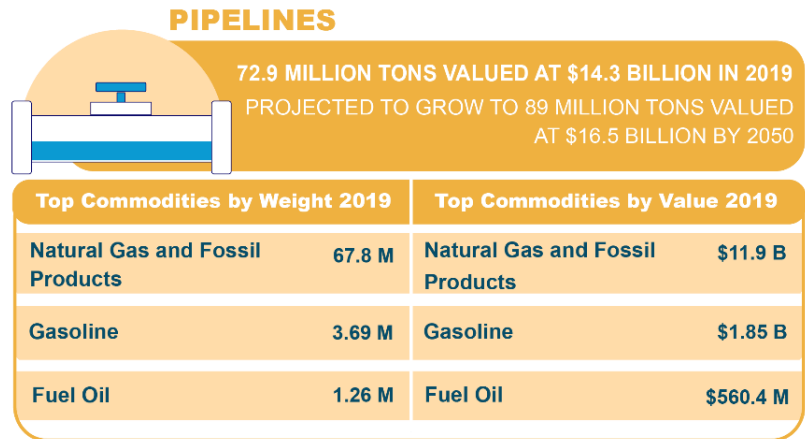 PIPELINES
72.9 MILLION TONS VALUED AT $14.3 BILLION IN 2019
PROJECTED TO GROW TO 89 MILLION TONS VALUED
AT $16.5 BILLION BY 2050
Top Commodities by Weight 2019
Natural Gas and Fossil
Products
67.8 M
Gasoline
3.69 M
Fuel Oil
1.26 M
Top Commodities by Value 2019
Natural Gas and Fossil
Products
$11.9 B
Gasoline
$1.85 B
Fuel Oil
$560.4 M